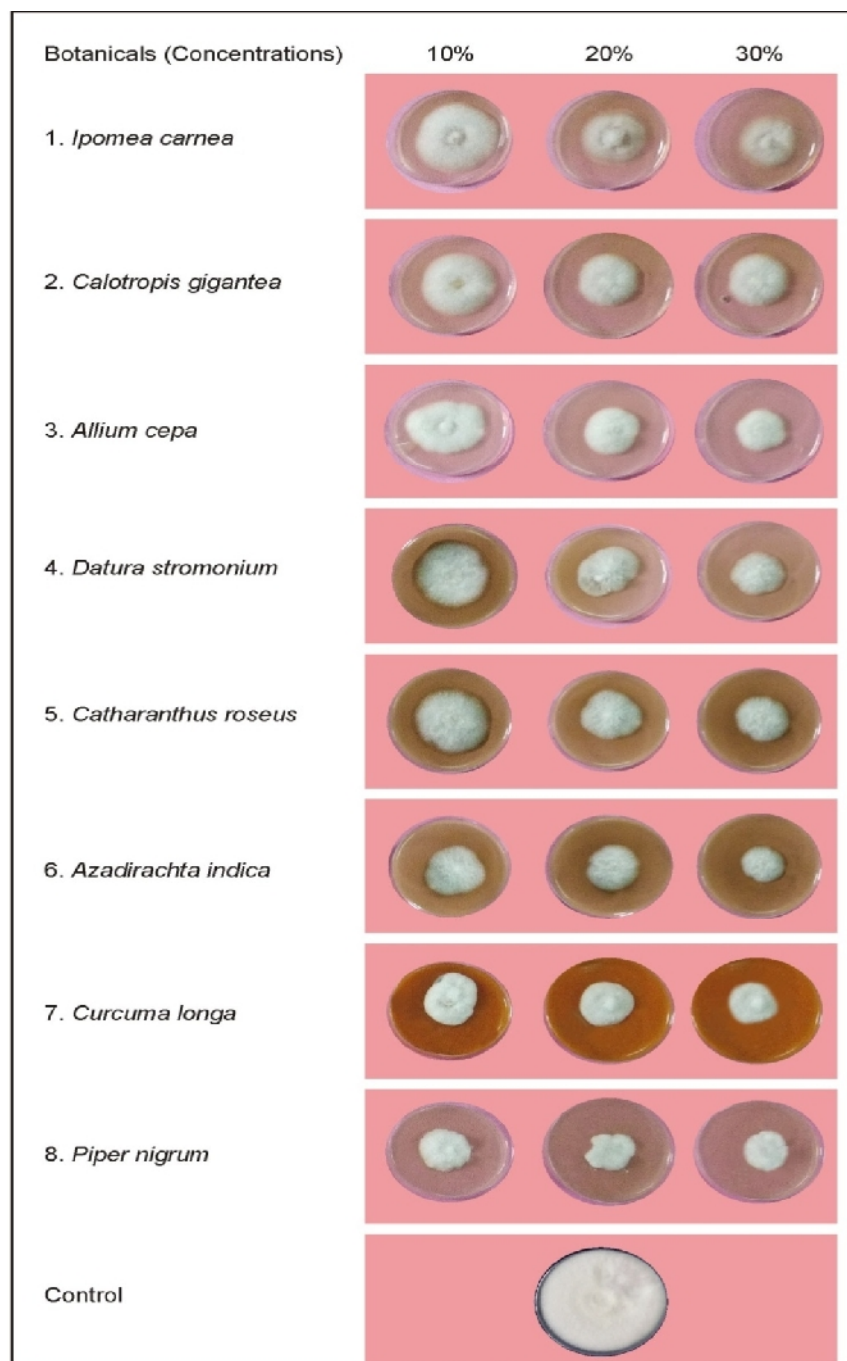 Botanicals (Concentrations) 10% 20% 30%
1. Ipomea carnea
2. Calotropis gigantea
3. Allium cepa
4. Datura stromonium
5. Catharanthus roseus
6. Azadirachta indica
7. Curcuma longa
8. Piper nigrum
Control